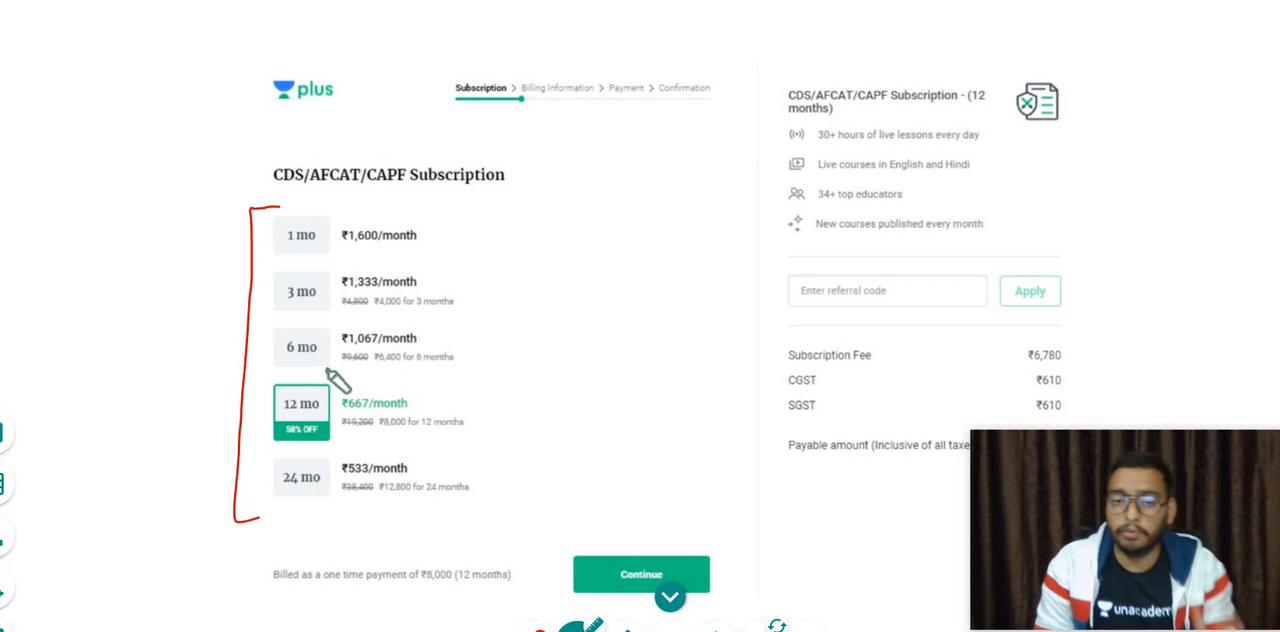 plus
Subscription > Billing Information > Payment > Confirmation
CDS/AFCAT/CAPF Subscription
1 mo ₹1,600/month
3 mo ₹1,333/month
₹4,800 ₹4,000 for 3 months
6 mo ₹1,067/month
₹9,600 ₹6,400 for 6 months
12 mo ₹667/month
58% OFF ₹19,200 ₹8,000 for 12 months
24 mo ₹533/month
₹38,400 ₹12,800 for 24 months
Billed as a one time payment of ₹8,000 (12 months)
Continue
CDS/AFCAT/CAPF Subscription - (12
months)
30+ hours of live lessons every day
Live courses in English and Hindi
34+ top educators
New courses published every month
Enter referral code Apply
Subscription Fee ₹6,780
CGST ₹610
SGST ₹610
Payable amount (Inclusive of all taxe
unacadem